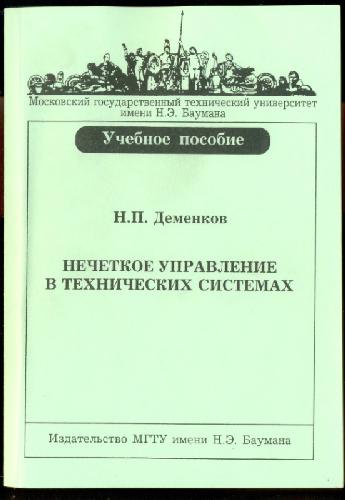 Московский государственный технический университет
имени Н.Э. Баумана
Учебное пособие
Н.П. Деменков
НЕЧЕТКОЕ УПРАВЛЕНИЕ
В ТЕХНИЧЕСКИХ СИСТЕМАХ
Издательство МГТУ имени Н.Э. Баумана